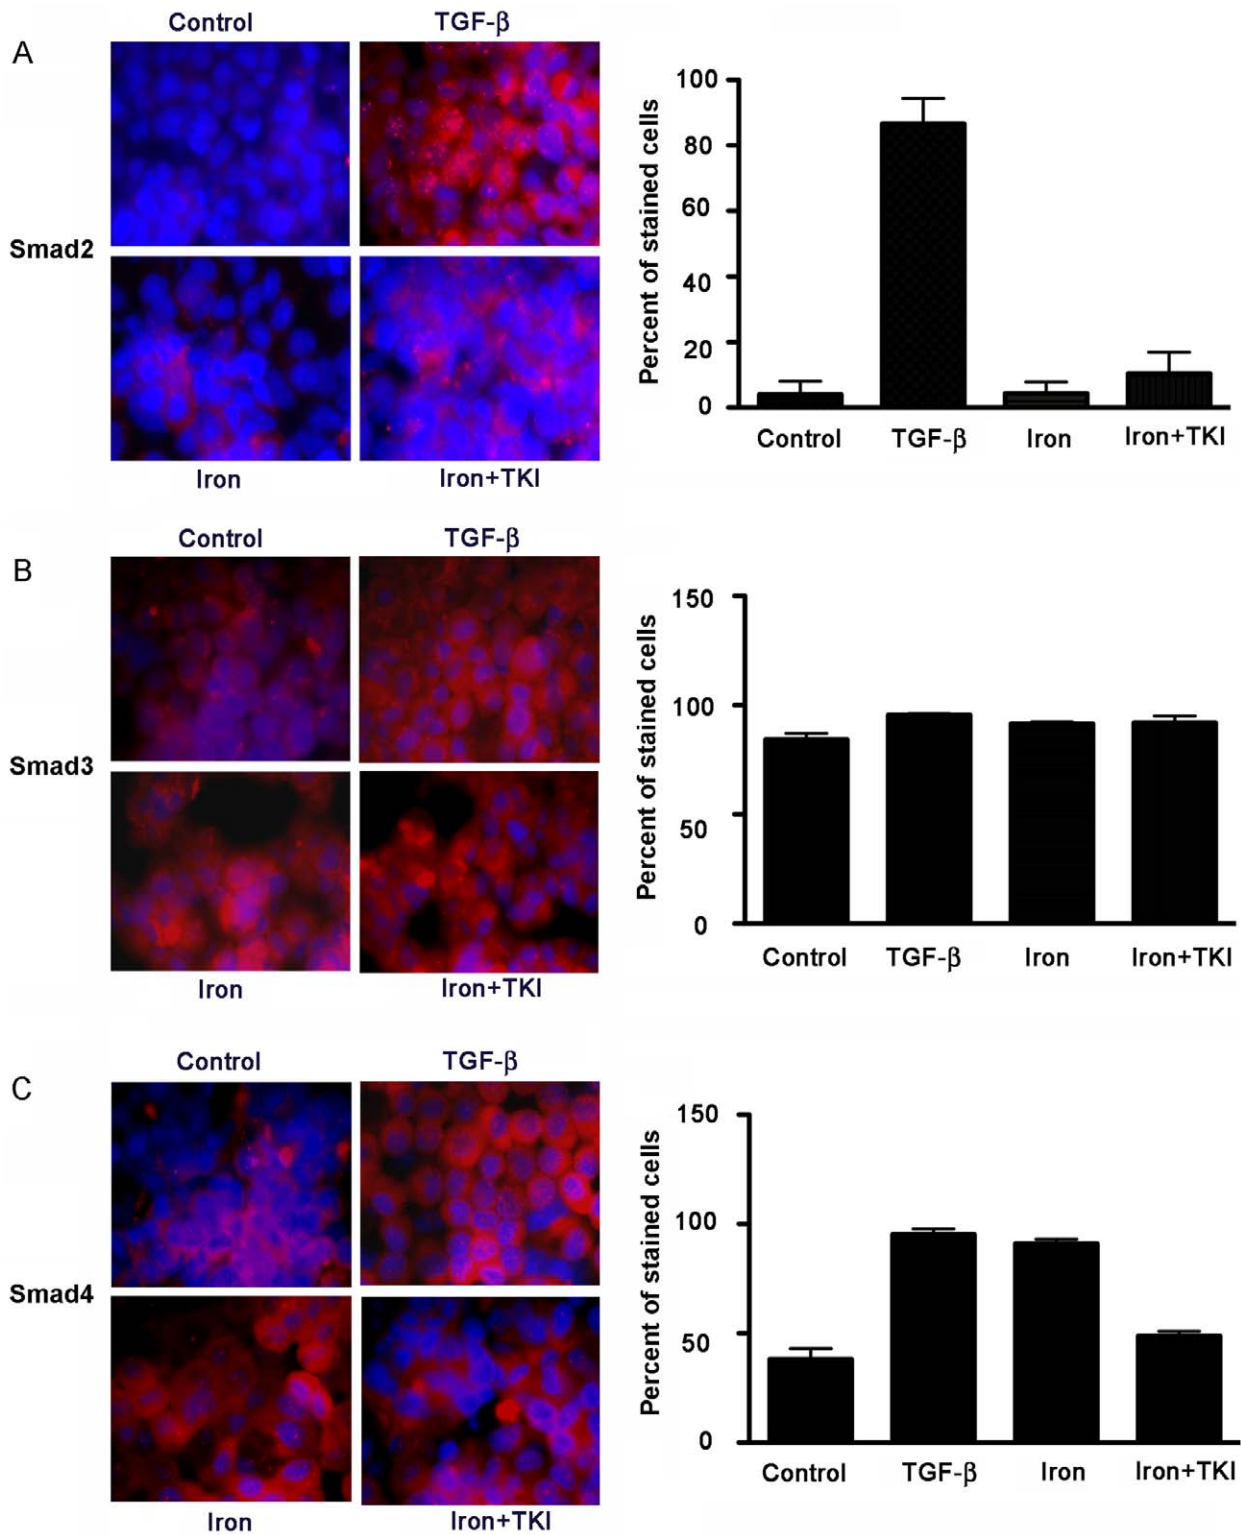 Control TGF-β
A
Smad2
Iron Iron+TKI
Percent of stained cells
100
80
60
40
20
0
Control TGF-β Iron Iron+TKI
Control TGF-β
B
Smad3
Iron Iron+TKI
Percent of stained cells
150
100
50
0
Control TGF-β Iron Iron+TKI
Control TGF-β
C
Smad4
Iron Iron+TKI
Percent of stained cells
150
100
50
0
Control TGF-β Iron Iron+TKI